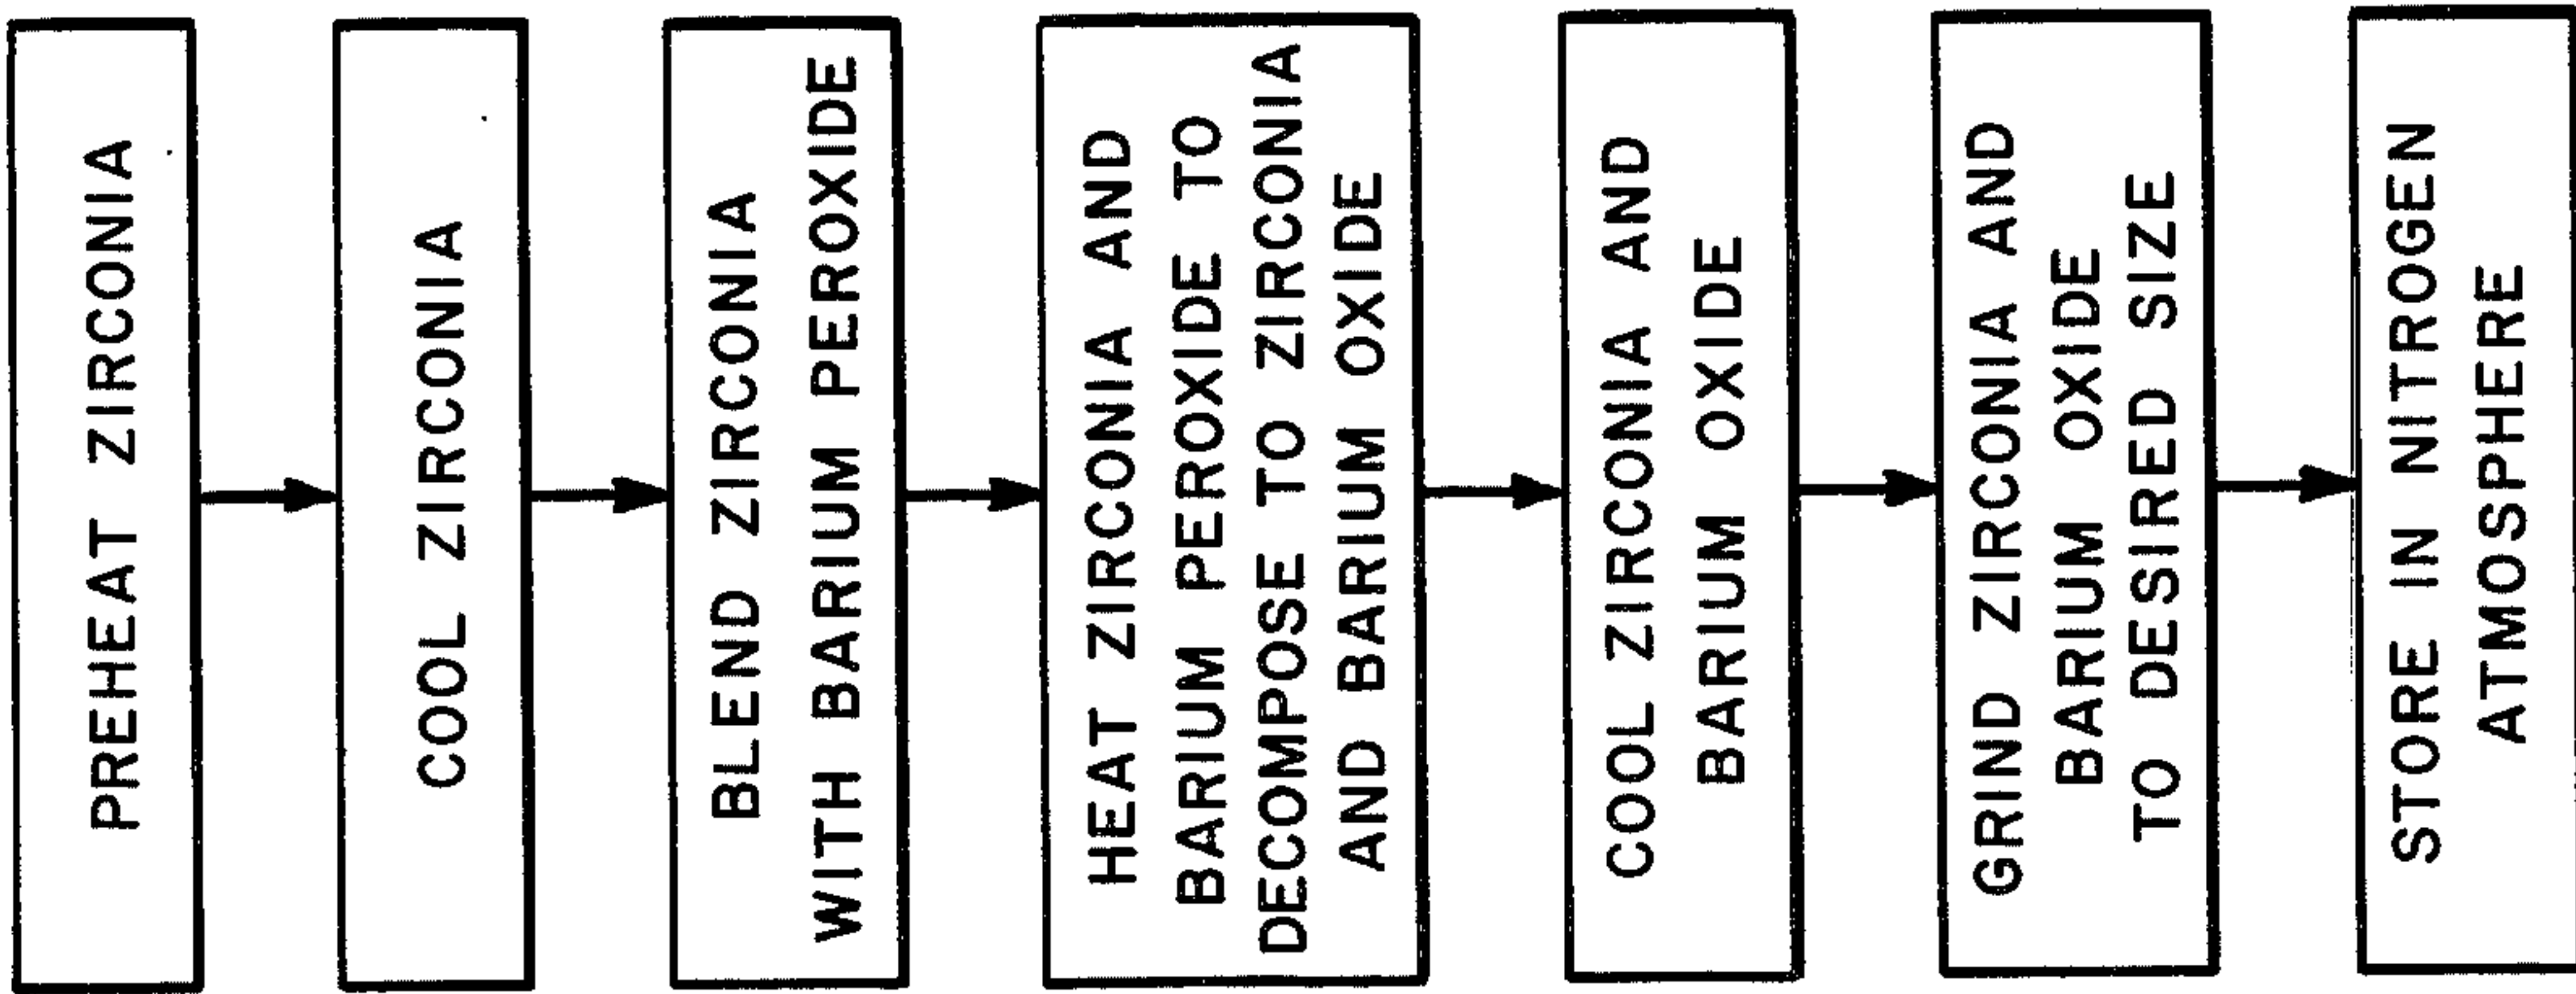 PREHEAT ZIRCONIA
COOL ZIRCONIA
BLEND ZIRCONIA
WITH BARIUM PEROXIDE
HEAT ZIRCONIA AND
BARIUM PEROXIDE TO
DECOMPOSE TO ZIRCONIA
AND BARIUM OXIDE
COOL ZIRCONIA AND
BARIUM OXIDE
GRIND ZIRCONIA AND
BARIUM OXIDE
TO DESIRED SIZE
STORE IN NITROGEN
ATMOSPHERE